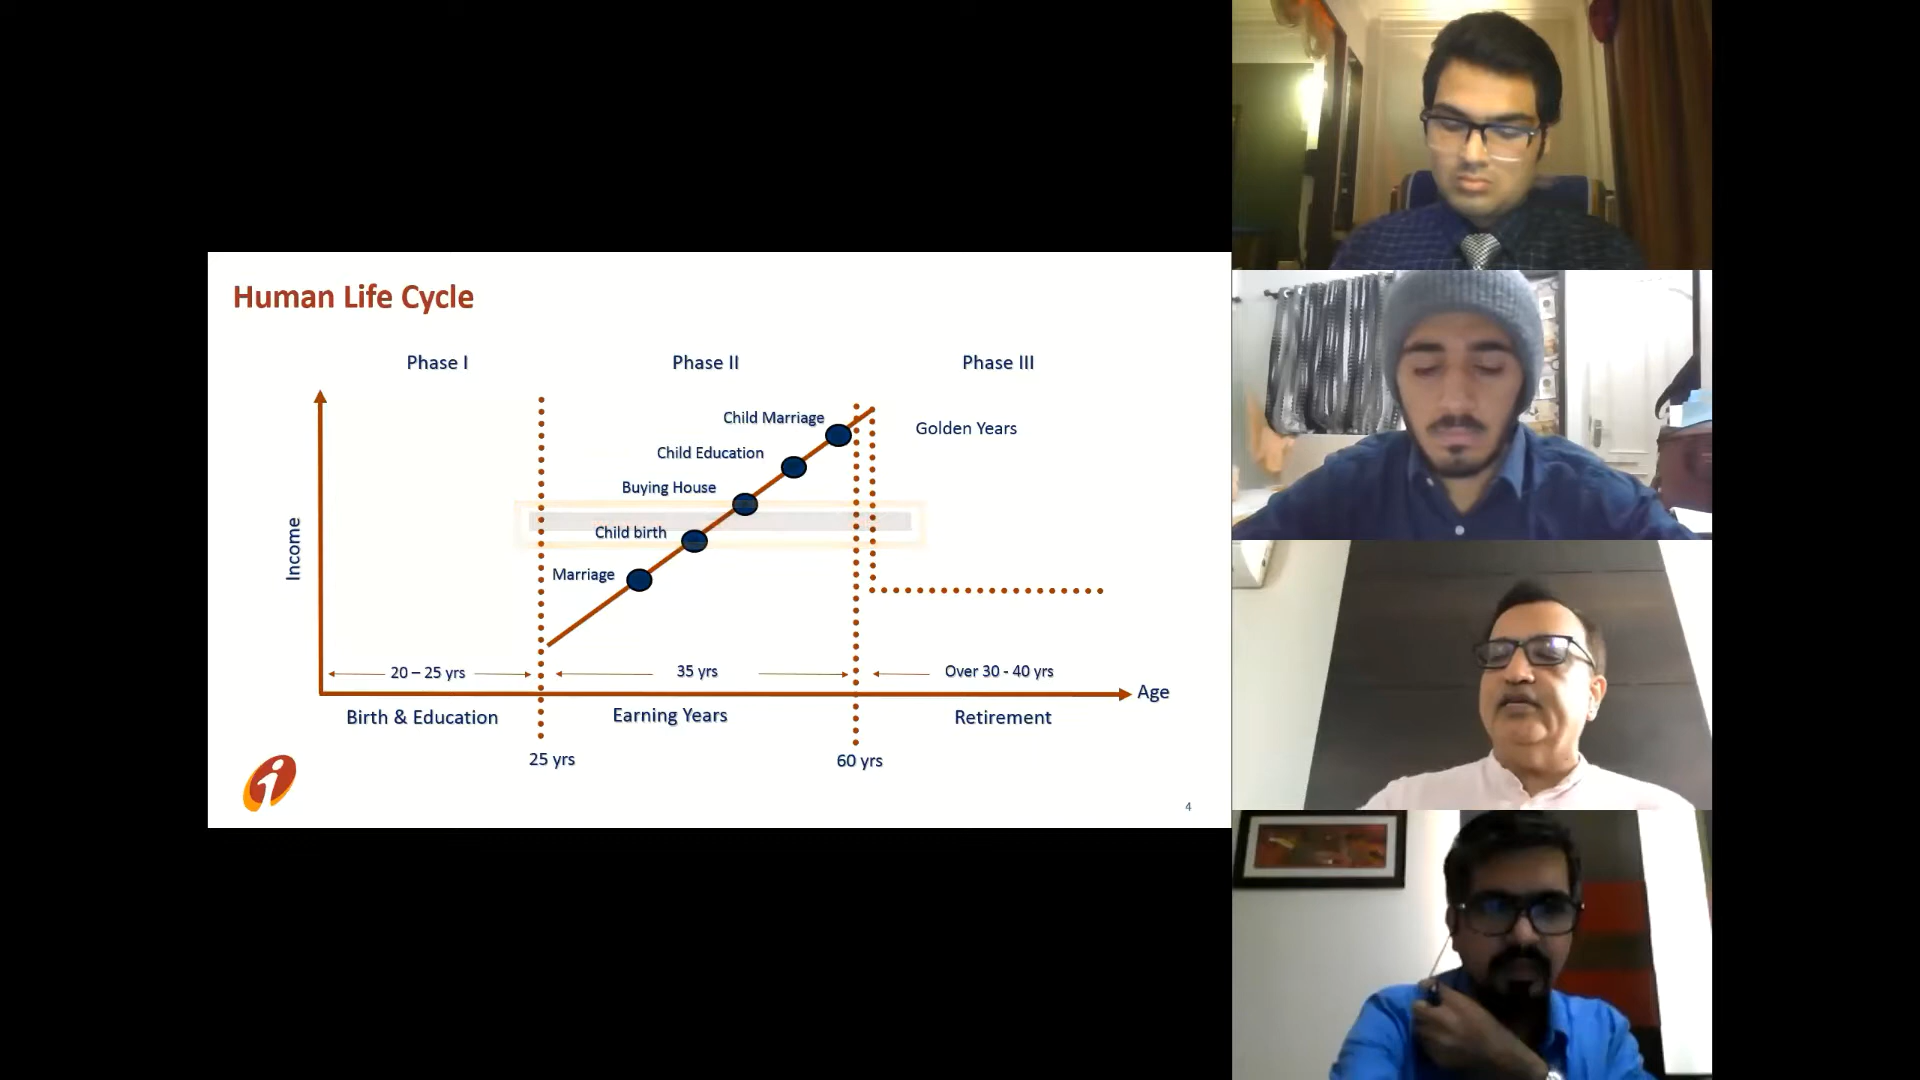 Human Life Cycle
Phase I
Phase II
Phase III
Child Marriage
Golden Years
Child Education
Buying House
Child birth
Marriage
Income
20 – 25 yrs
35 yrs
Over 30 - 40 yrs
Age
Birth & Education
Earning Years
Retirement
25 yrs
60 yrs
i
4